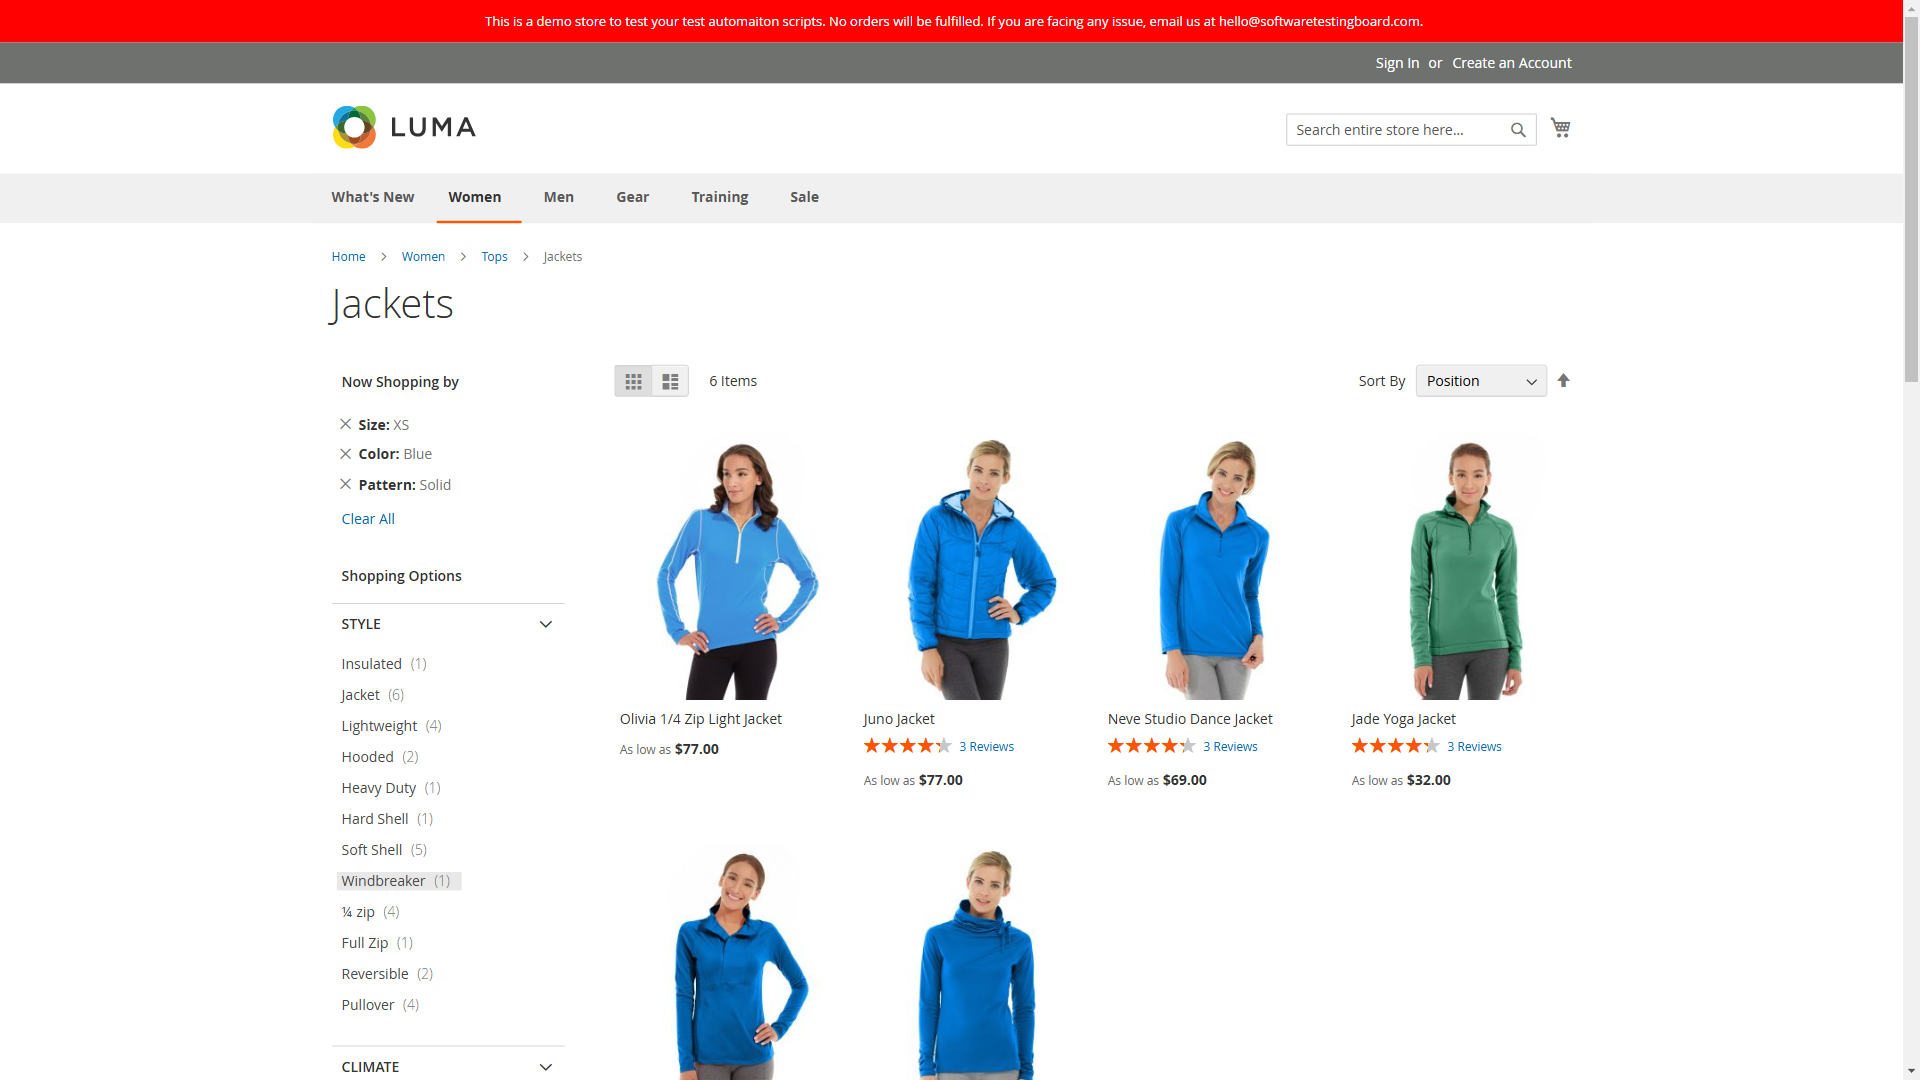 This is a demo store to test your test automaiton scripts. No orders will be fulfilled. If you are facing any issue, email us at hello@softwaretestingboard.com.
Sign In or Create an Account
LUMA
Search entire store here...
What's New Women Men Gear Training Sale
Home > Women > Tops > Jackets
Jackets
Now Shopping by
Size: XS
Color: Blue
Pattern: Solid
Clear All
Shopping Options
STYLE
Insulated (1)
Jacket (6)
Lightweight (4)
Hooded (2)
Heavy Duty (1)
Hard Shell (1)
Soft Shell (5)
Windbreaker (1)
¼ zip (4)
Full Zip (1)
Reversible (2)
Pullover (4)
CLIMATE
6 Items
Sort By Position
Olivia 1/4 Zip Light Jacket
As low as $77.00
Juno Jacket
3 Reviews
As low as $77.00
Neve Studio Dance Jacket
3 Reviews
As low as $69.00
Jade Yoga Jacket
3 Reviews
As low as $32.00